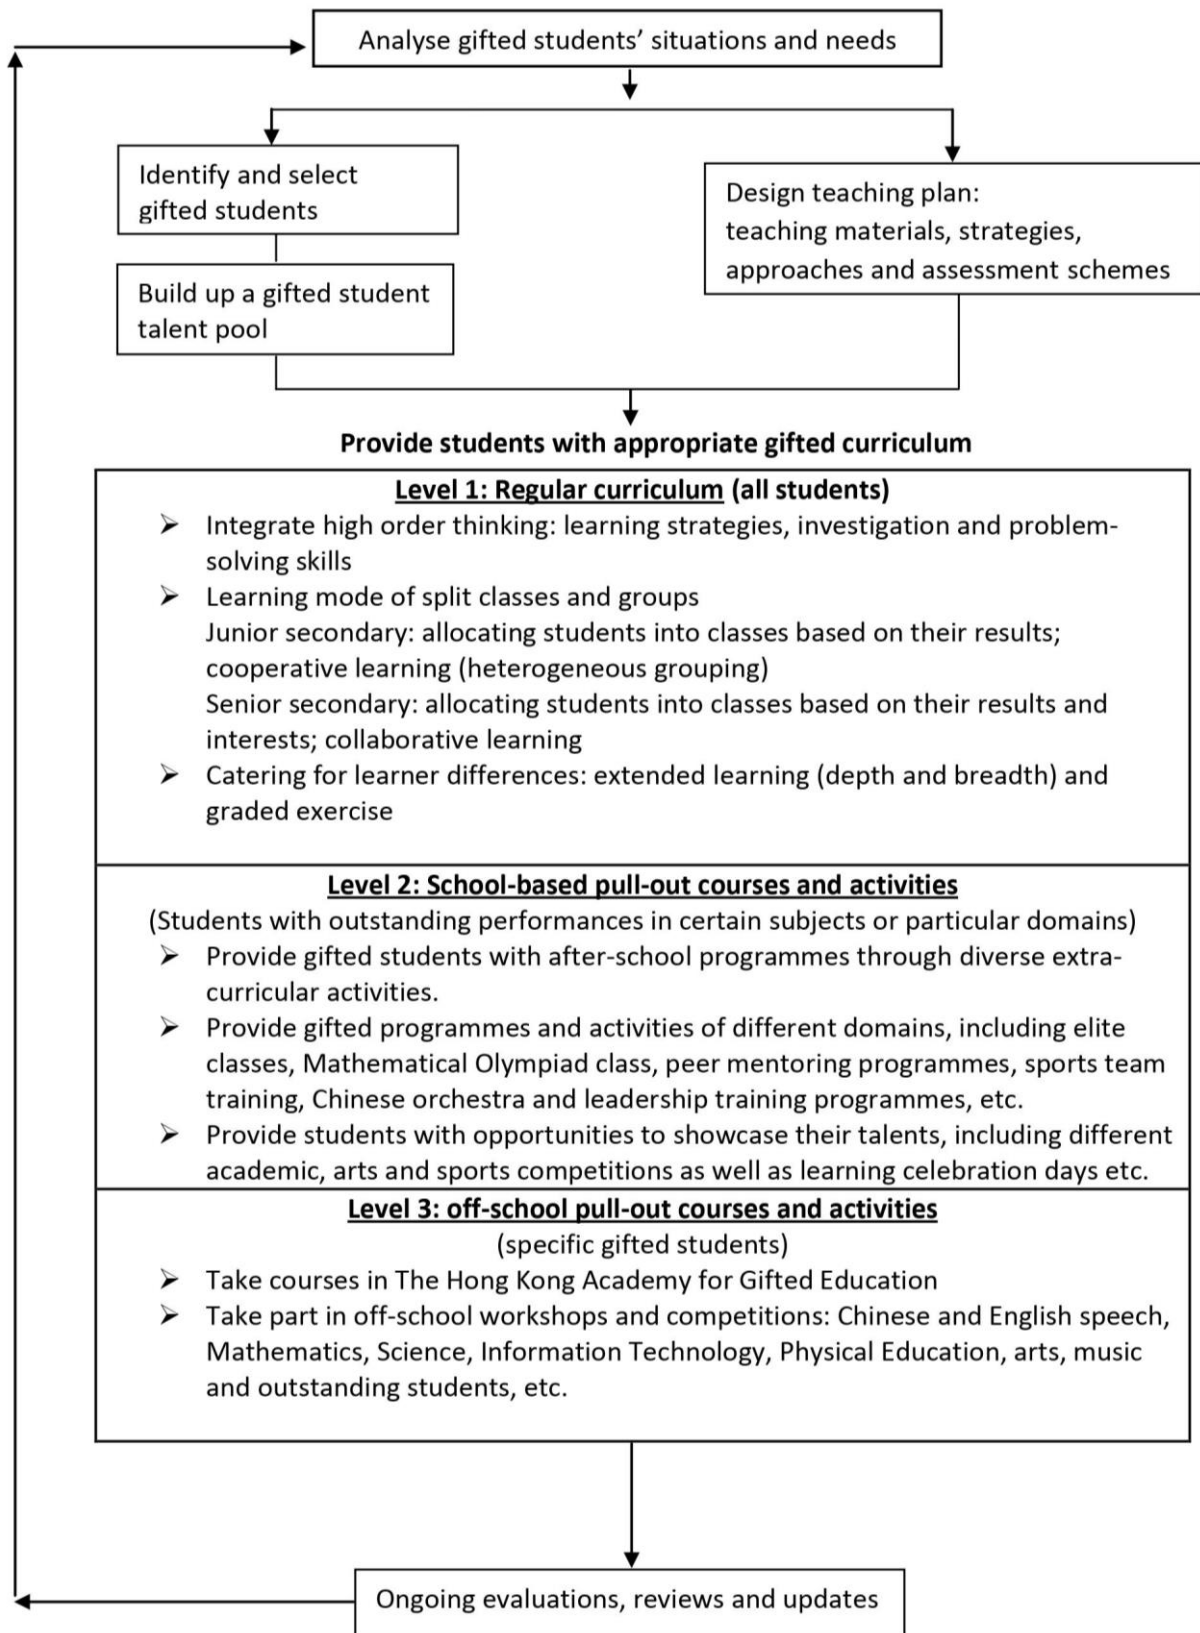 Analyse gifted students’ situations and needs
Identify and select
gifted students
Build up a gifted student
talent pool
Design teaching plan:
teaching materials, strategies,
approaches and assessment schemes
Provide students with appropriate gifted curriculum
Level 1: Regular curriculum (all students)
➢ Integrate high order thinking: learning strategies, investigation and problem-
solving skills
➢ Learning mode of split classes and groups
Junior secondary: allocating students into classes based on their results;
cooperative learning (heterogeneous grouping)
Senior secondary: allocating students into classes based on their results and
interests; collaborative learning
➢ Catering for learner differences: extended learning (depth and breadth) and
graded exercise
Level 2: School-based pull-out courses and activities
(Students with outstanding performances in certain subjects or particular domains)
➢ Provide gifted students with after-school programmes through diverse extra-
curricular activities.
➢ Provide gifted programmes and activities of different domains, including elite
classes, Mathematical Olympiad class, peer mentoring programmes, sports team
training, Chinese orchestra and leadership training programmes, etc.
➢ Provide students with opportunities to showcase their talents, including different
academic, arts and sports competitions as well as learning celebration days etc.
Level 3: off-school pull-out courses and activities
(specific gifted students)
➢ Take courses in The Hong Kong Academy for Gifted Education
➢ Take part in off-school workshops and competitions: Chinese and English speech,
Mathematics, Science, Information Technology, Physical Education, arts, music
and outstanding students, etc.
Ongoing evaluations, reviews and updates